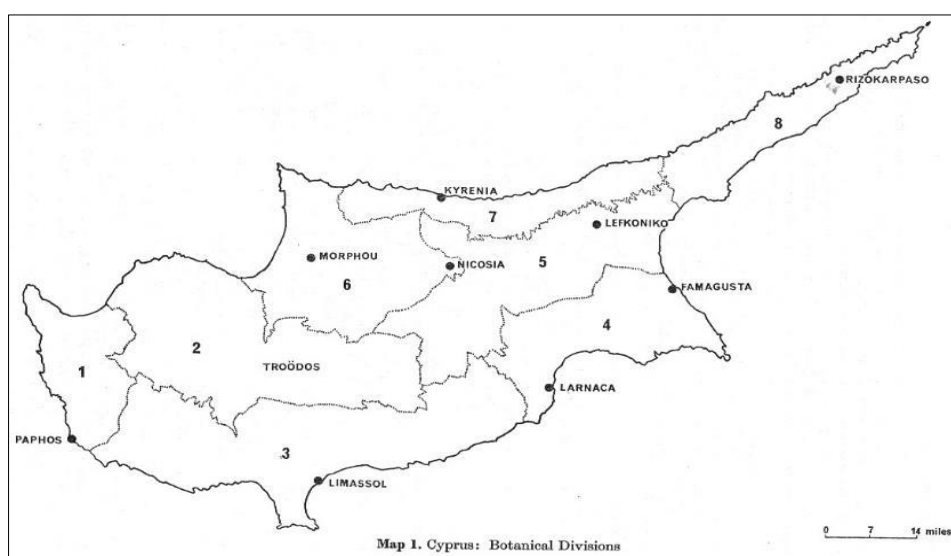 RIZOKARPASO
8
KYRENIA
7
LEFKONIKO
MORPHOU
NICOSIA
5
6
FAMAGUSTA
4
2
TROÖDOS
1
LARNACA
PAPHOS
3
LIMASSOL
0 7 14 miles
Map 1. Cyprus: Botanical Divisions